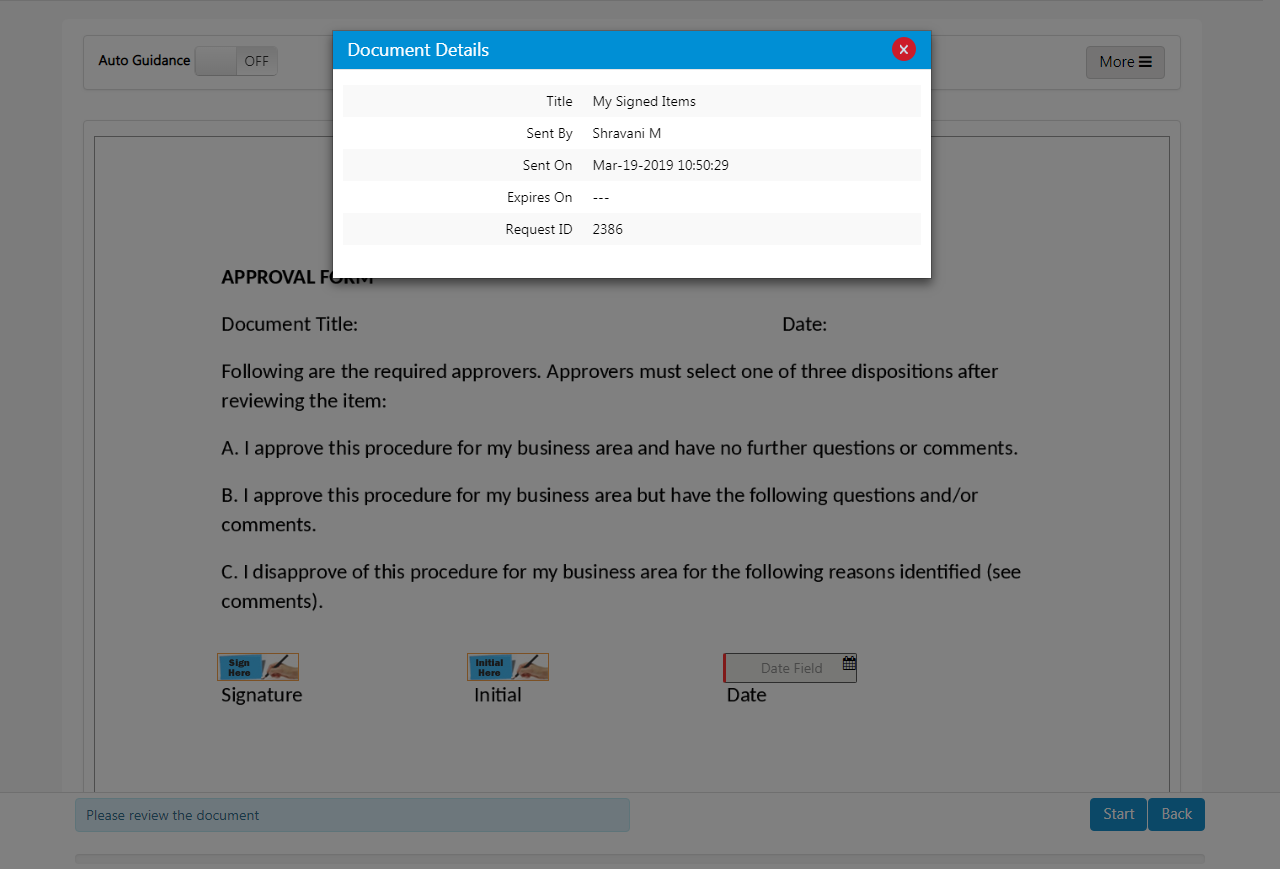 Auto Guidance OFF
Document Details
More
Title My Signed Items
Sent By Shravani M
Sent On Mar-19-2019 10:50:29
Expires On ---
Request ID 2386
APPROVAL FORM
Document Title: Date:
Following are the required approvers. Approvers must select one of three dispositions after
reviewing the item:
A. I approve this procedure for my business area and have no further questions or comments.
B. I approve this procedure for my business area but have the following questions and/or
comments.
C. I disapprove of this procedure for my business area for the following reasons identified (see
comments).
Sign
Here
Initial
Here
Date Field
Signature Initial Date
Please review the document
Start Back